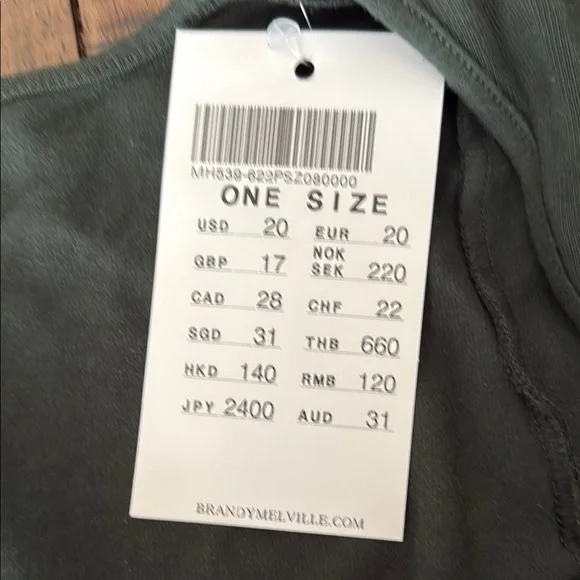 MH539-622PSZ080000
ONE SIZE
USD 20 EUR 20
GBP 17 NOK SEK 220
CAD 28 CHF 22
SGD 31 THB 660
HKD 140 RMB 120
JPY 2400 AUD 31
BRANDYMELVILLE.COM